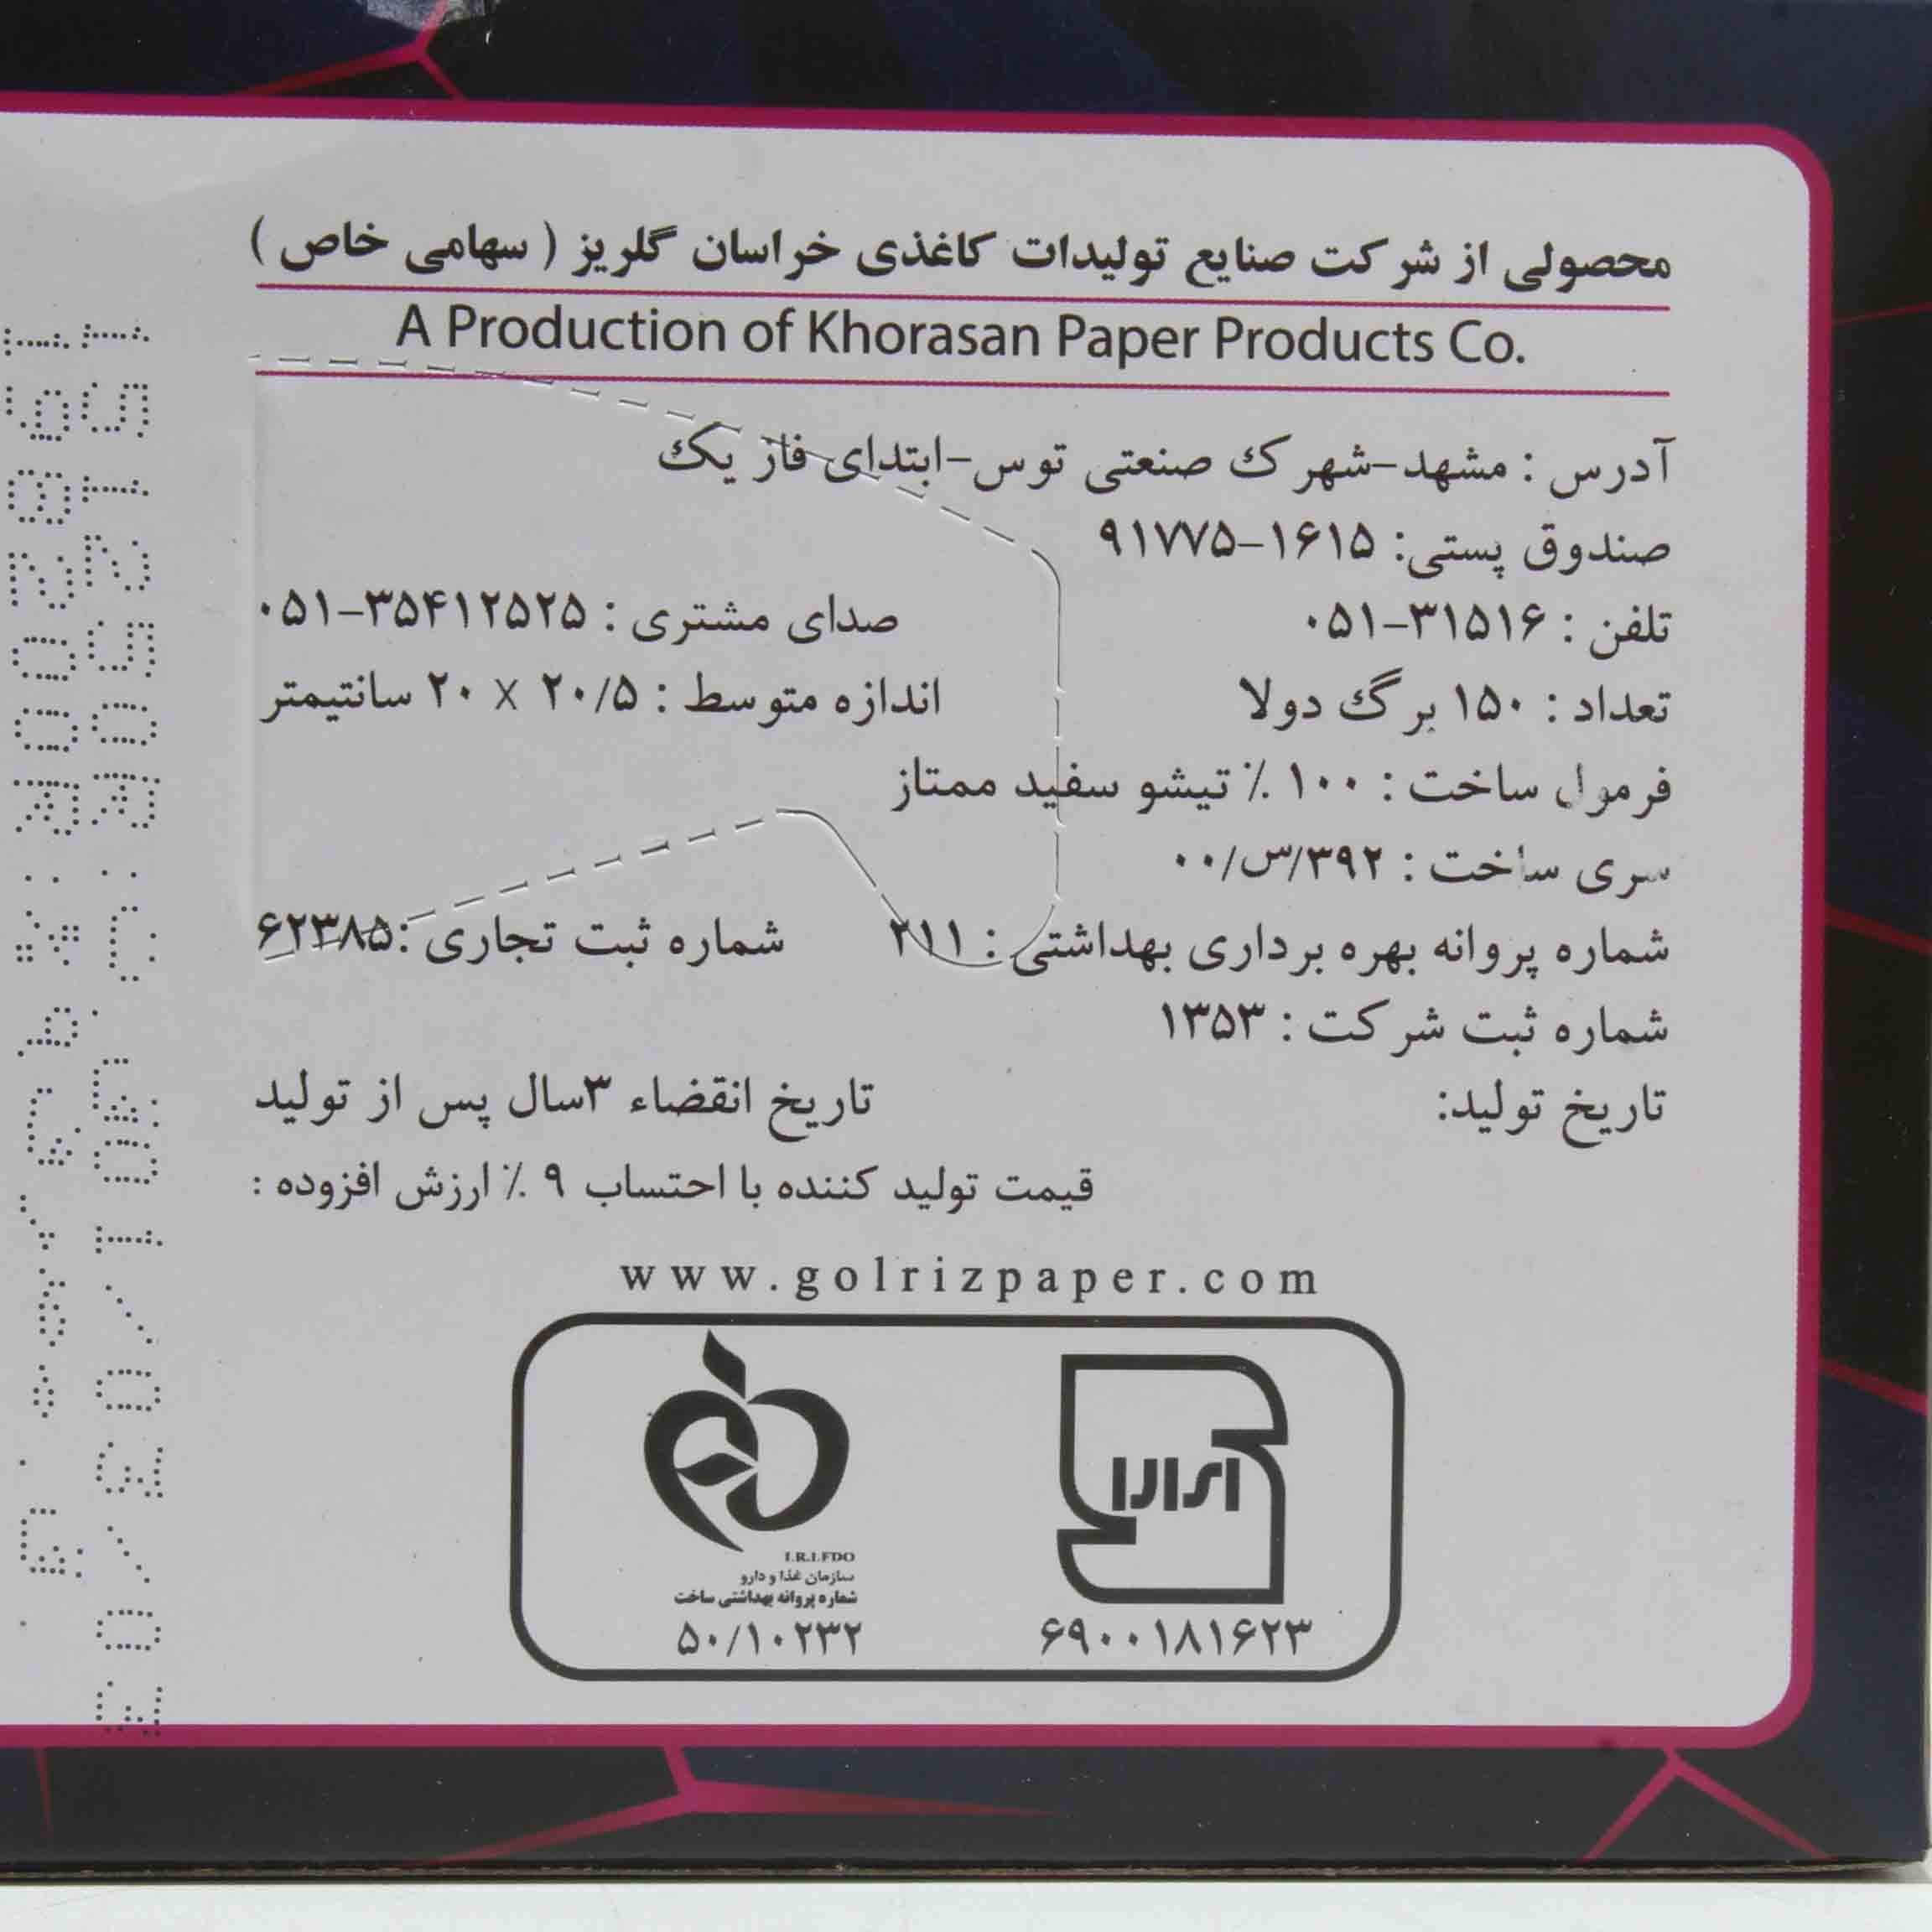 محصولی از شرکت صنایع تولیدات کاغذی خراسان گلریز ( سهامی خاص )
A Production of Khorasan Paper Products Co.
آدرس : مشهد-شهرک صنعتی توس-ابتدای فاز یک
صندوق پستی: ۱۶۱۵-۹۱۷۷۵
تلفن : ۳۱۵۱۶-۰۵۱ صدای مشتری : ۳۵۴۱۲۵۲۵-۰۵۱
تعداد : ۱۵۰ برگ دولا اندازه متوسط : ۲۰/۵ X ۲۰ سانتیمتر
فرمول ساخت : ۱۰۰ ٪ تیشو سفید ممتاز
سری ساخت : ۳۹۲/س/۰۰
شماره پروانه بهره برداری بهداشتی : ۲۱۱ شماره ثبت تجاری :۶۲۳۸۵
شماره ثبت شرکت : ۱۳۵۳
تاریخ تولید: تاریخ انقضاء ۳سال پس از تولید
قیمت تولید کننده با احتساب ۹ ٪ ارزش افزوده :
www.golrizpaper.com
I.R.I.FDO
سازمان غذا و دارو
شماره پروانه بهداشتی ساخت
۵۰/۱۰۲۳۲
۶۹۰۰۱۸۱۶۲۳